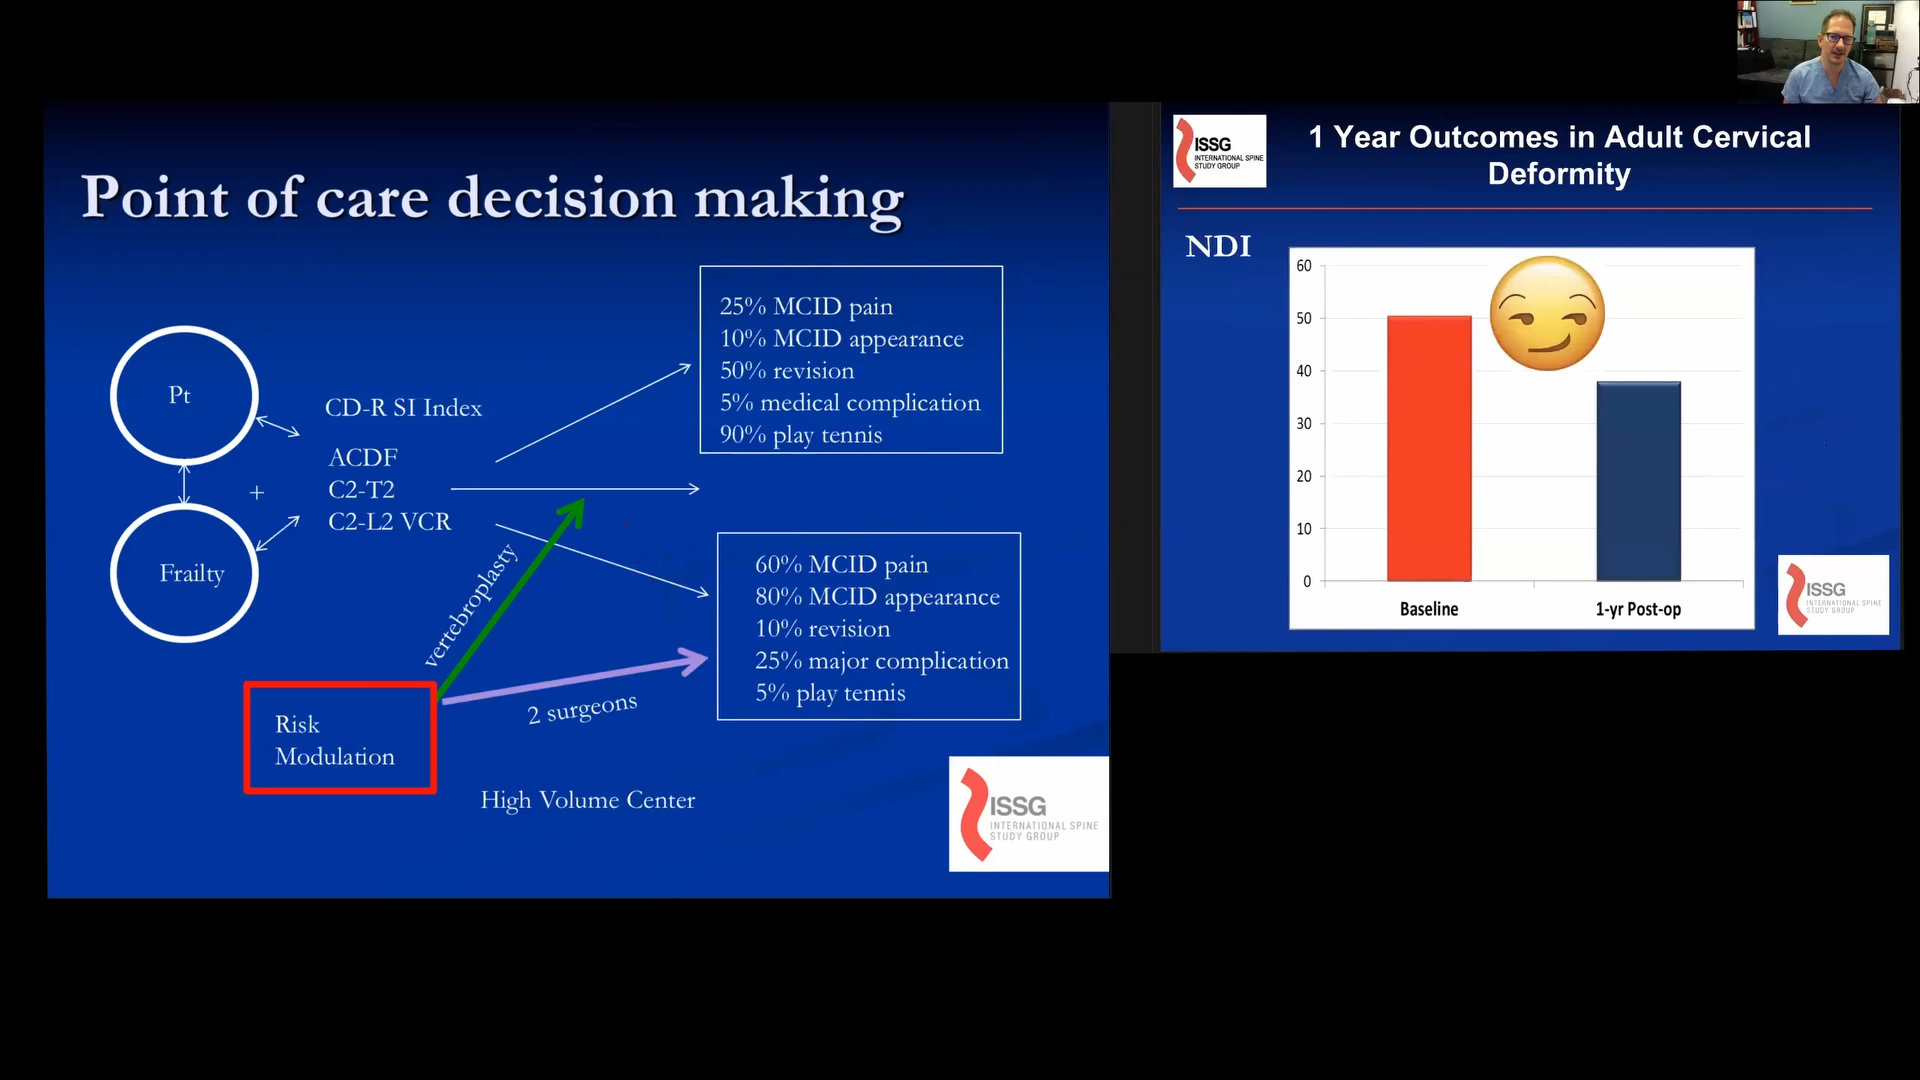 Point of care decision making
Pt
Frailty
+
CD-R SI Index
ACDF
C2-T2
C2-L2 VCR
25% MCID pain
10% MCID appearance
50% revision
5% medical complication
90% play tennis
60% MCID pain
80% MCID appearance
10% revision
25% major complication
5% play tennis
vertebroplasty
2 surgeons
Risk
Modulation
High Volume Center
ISSG
INTERNATIONAL SPINE
STUDY GROUP
ISSG
INTERNATIONAL SPINE
STUDY GROUP
1 Year Outcomes in Adult Cervical
Deformity
NDI
60
50
40
30
20
10
0
Baseline
1-yr Post-op
ISSG
INTERNATIONAL SPINE
STUDY GROUP